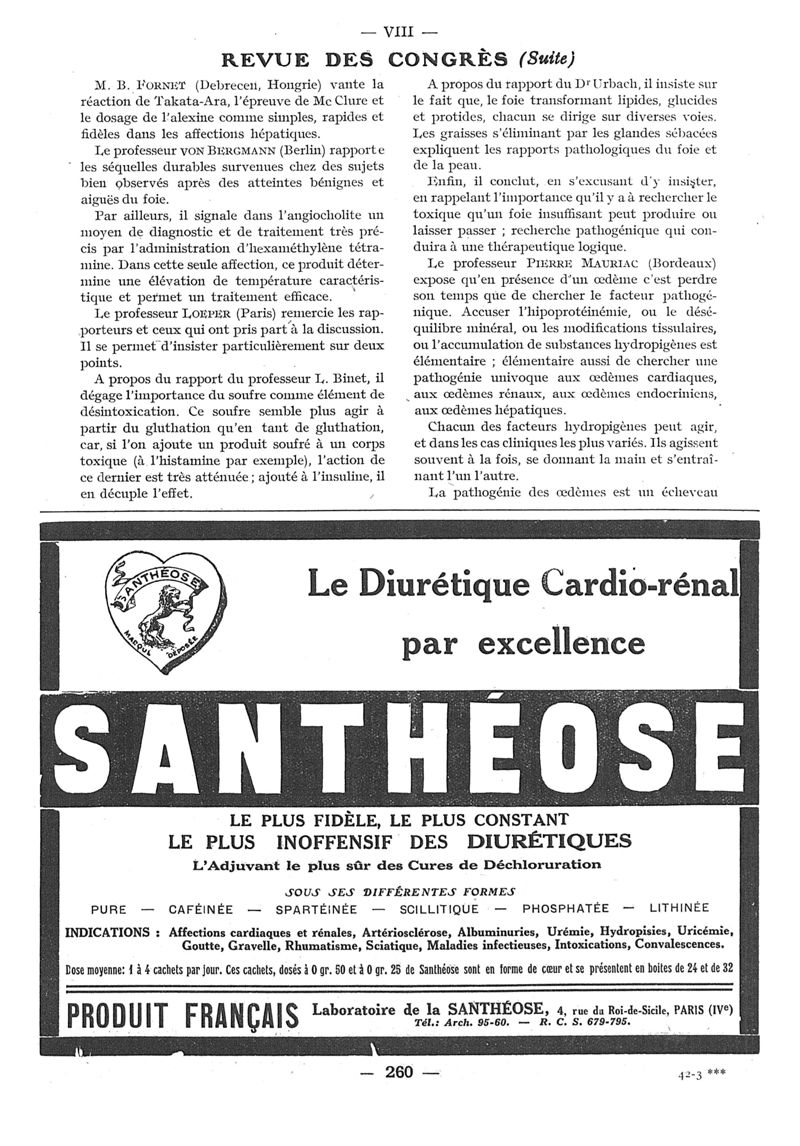 — VIII —
REVUE DES CONGRÈS (Suite)
M. B. FORNET (Debrecen, Hongrie) vante la
réaction de Takata-Ara, l'épreuve de Mc Clure et
le dosage de l'alexine comme simples, rapides et
fidèles dans les affections hépatiques.
Le professeur VON BERGMANN (Berlin) rapporte
les séquelles durables survenues chez des sujets
bien observés après des atteintes bénignes et
aiguës du foie.
Par ailleurs, il signale dans l'angiocholite un
moyen de diagnostic et de traitement très pré-
cis par l'administration d'hexaméthylène tétra-
mine. Dans cette seule affection, ce produit déter-
mine une élévation de température caractéris-
tique et permet un traitement efficace.
Le professeur LOEPER (Paris) remercie les rap-
porteurs et ceux qui ont pris part à la discussion.
Il se permet d'insister particulièrement sur deux
points.
A propos du rapport du professeur L. Binet, il
dégage l'importance du soufre comme élément de
désintoxication. Ce soufre semble plus agir à
partir du gluthation qu'en tant de gluthation,
car, si l'on ajoute un produit soufré à un corps
toxique (à l'histamine par exemple), l'action de
ce dernier est très atténuée ; ajouté à l'insuline, il
en décuple l'effet.
A propos du rapport du Dr Urbach, il insiste sur
le fait que, le foie transformant lipides, glucides
et protides, chacun se dirige sur diverses voies.
Les graisses s'éliminant par les glandes sébacées
expliquent les rapports pathologiques du foie et
de la peau.
Enfin, il conclut, en s'excusant d'y insister,
en rappelant l'importance qu'il y a à rechercher le
toxique qu'un foie insuffisant peut produire ou
laisser passer ; recherche pathogénique qui con-
duira à une thérapeutique logique.
Le professeur PIERRE MAURIAC (Bordeaux)
expose qu'en présence d'un œdème c'est perdre
son temps que de chercher le facteur pathogé-
nique. Accuser l'hipoprotéinémie, ou le désé-
quilibre minéral, ou les modifications tissulaires,
ou l'accumulation de substances hydropigènes est
élémentaire ; élémentaire aussi de chercher une
pathogénie univoque aux œdèmes cardiaques,
aux œdèmes rénaux, aux œdèmes endocriniens,
aux œdèmes hépatiques.
Chacun des facteurs hydropigènes peut agir,
et dans les cas cliniques les plus variés. Ils agissent
souvent à la fois, se donnant la main et s'entraî-
nant l'un l'autre.
La pathogénie des œdèmes est un écheveau
SANTHÉOSE
MARQUE DÉPOSÉE
Le Diurétique Cardio-rénal
par excellence
SANTHÉOSE
LE PLUS FIDÈLE, LE PLUS CONSTANT
LE PLUS INOFFENSIF DES DIURÉTIQUES
L'Adjuvant le plus sûr des Cures de Déchloruration
SOUS SES DIFFÉRENTES FORMES
PURE — CAFÉINÉE — SPARTÉINÉE — SCILLITIQUE — PHOSPHATÉE — LITHINÉE
INDICATIONS : Affections cardiaques et rénales, Artériosclérose, Albuminuries, Urémie, Hydropisies, Uricémie,
Goutte, Gravelle, Rhumatisme, Sciatique, Maladies infectieuses, Intoxications, Convalescences.
Dose moyenne: 1 à 4 cachets par jour. Ces cachets, dosés à 0 gr. 50 et à 0 gr. 25 de Santhéose sont en forme de cœur et se présentent en boites de 24 et de 32
PRODUIT FRANÇAIS
Laboratoire de la SANTHÉOSE, 4, rue du Roi-de-Sicile, PARIS (IVe)
Tél.: Arch. 95-60. — R. C. S. 679-795.
— 260 —
42-3 ***